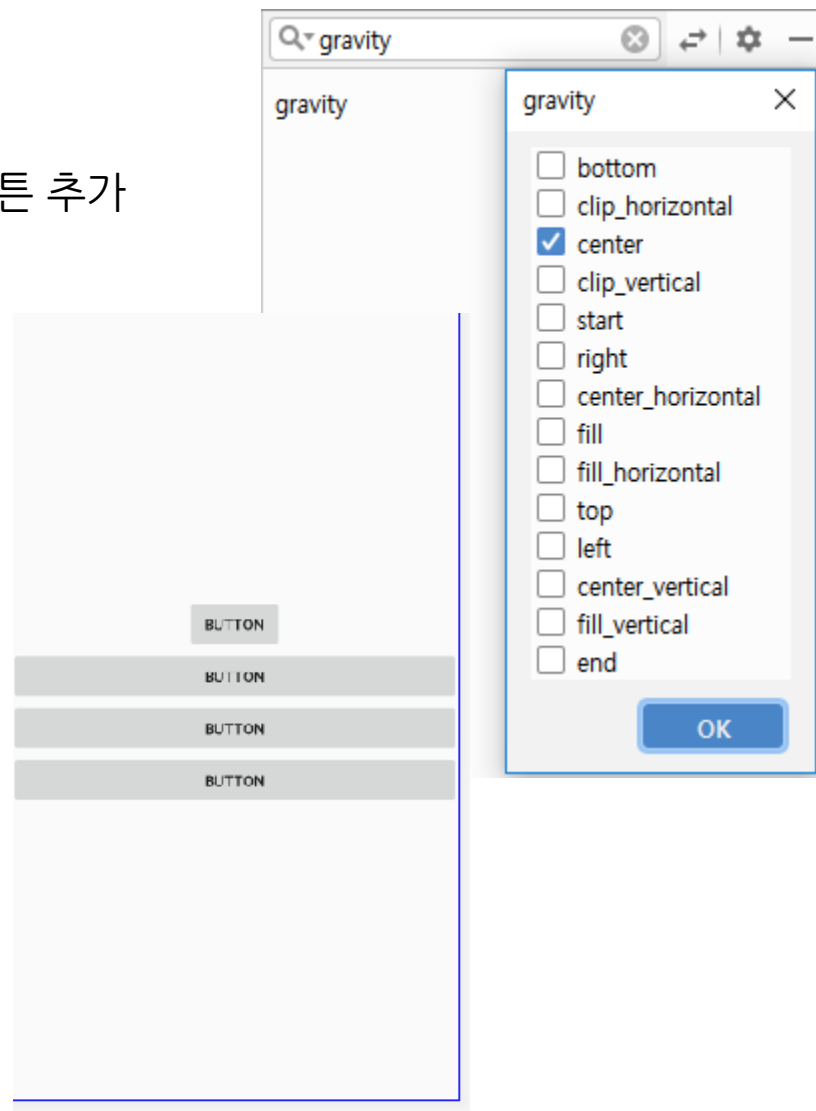 gravity
gravity
gravity
튼 추가
bottom
clip_horizontal
center
clip_vertical
start
right
center_horizontal
fill
fill_horizontal
top
left
center_vertical
fill_vertical
end
OK
BUTTON
BUTTON
BUTTON
BUTTON